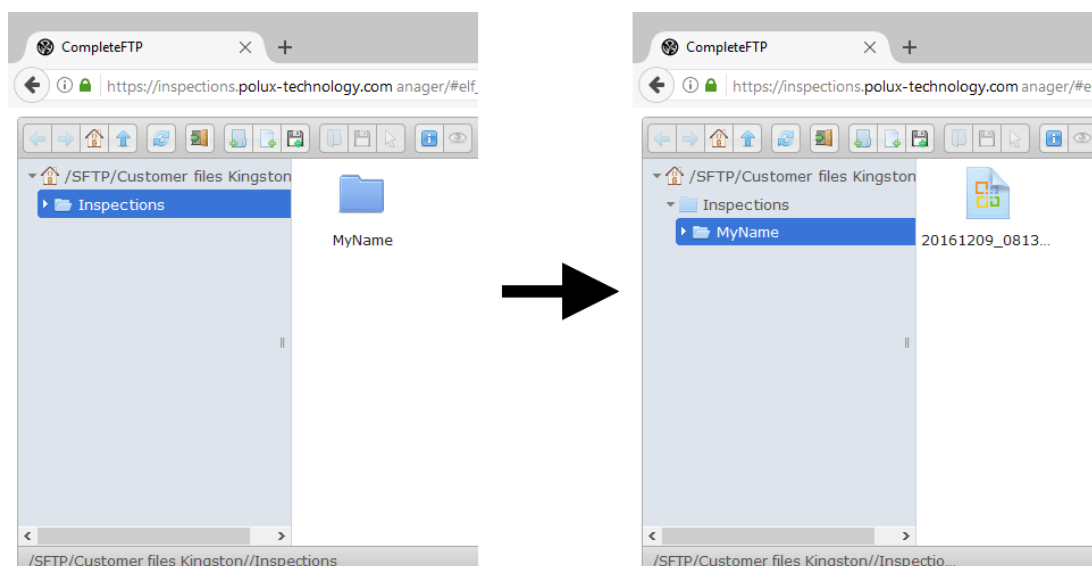 CompleteFTP
https://inspections.polux-technology.com anager/#elf_
/SFTP/Customer files Kingston
Inspections
MyName
/SFTP/Customer files Kingston//Inspections
CompleteFTP
https://inspections.polux-technology.com anager/#e
/SFTP/Customer files Kingston
Inspections
MyName
20161209_0813...
/SFTP/Customer files Kingston//Inspectio...